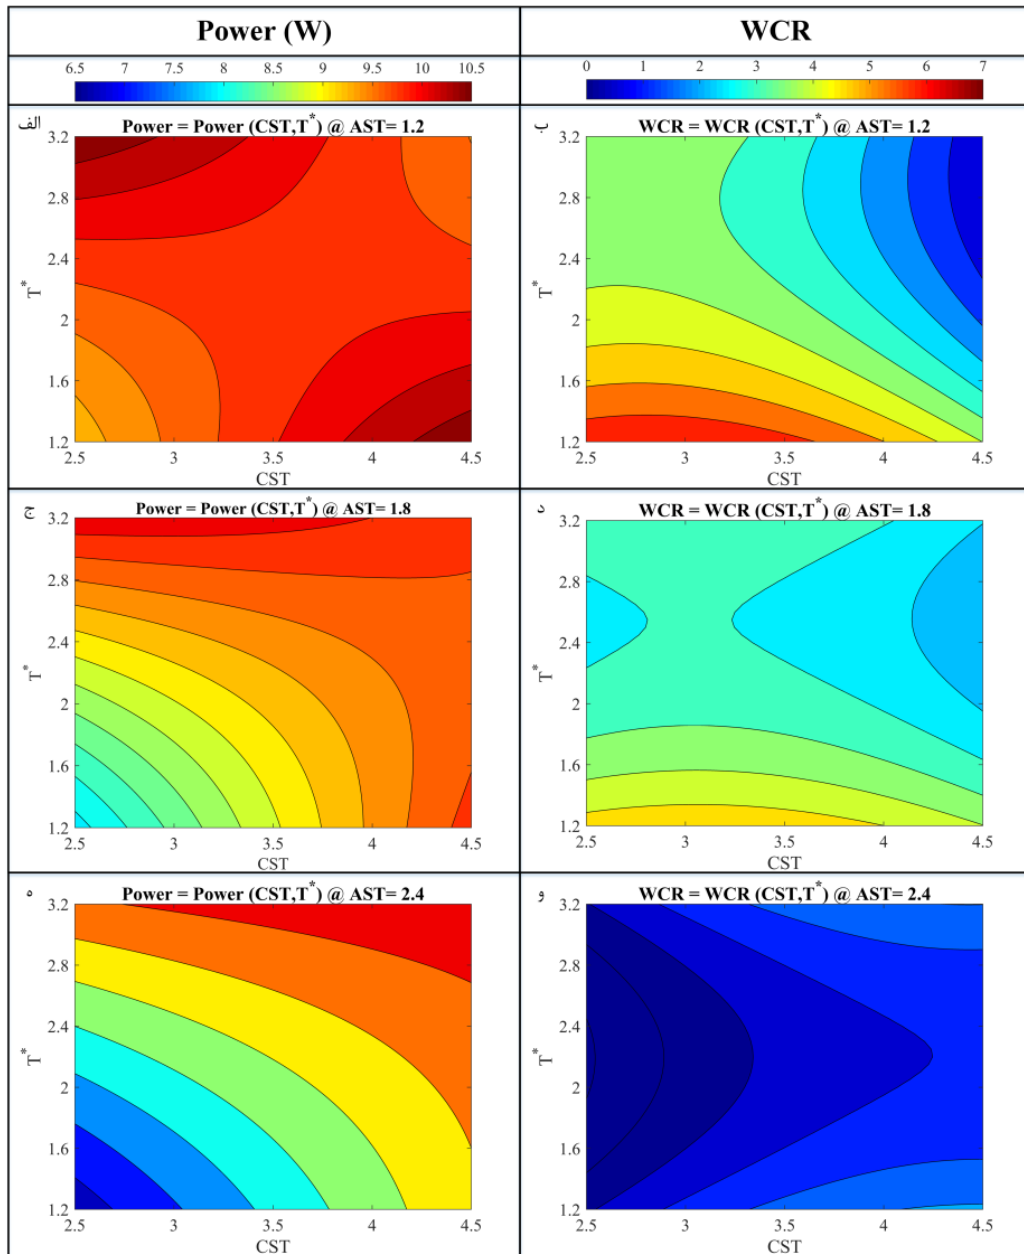 Power (W)
WCR
6.5 7 7.5 8 8.5 9 9.5 10 10.5
0 1 2 3 4 5 6 7
الف
Power = Power (CST,T*) @ AST= 1.2
3.2
2.8
2.4
T*
2
1.6
1.2
2.5 3 3.5 4 4.5
CST
ب
WCR = WCR (CST,T*) @ AST= 1.2
3.2
2.8
2.4
T*
2
1.6
1.2
2.5 3 3.5 4 4.5
CST
ج
Power = Power (CST,T*) @ AST= 1.8
3.2
2.8
2.4
T*
2
1.6
1.2
2.5 3 3.5 4 4.5
CST
د
WCR = WCR (CST,T*) @ AST= 1.8
3.2
2.8
2.4
T*
2
1.6
1.2
2.5 3 3.5 4 4.5
CST
ه
Power = Power (CST,T*) @ AST= 2.4
3.2
2.8
2.4
T*
2
1.6
1.2
2.5 3 3.5 4 4.5
CST
و
WCR = WCR (CST,T*) @ AST= 2.4
3.2
2.8
2.4
T*
2
1.6
1.2
2.5 3 3.5 4 4.5
CST